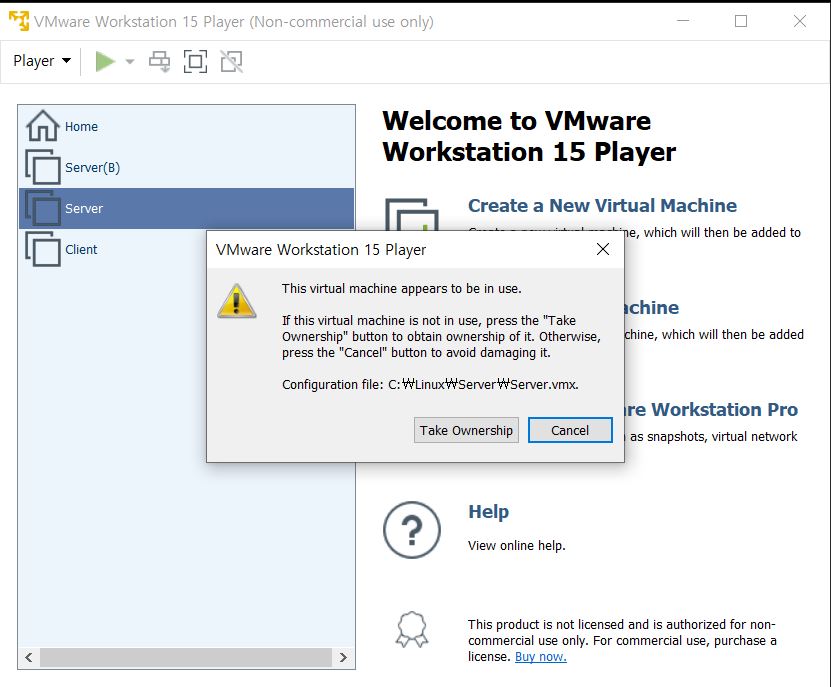 VMware Workstation 15 Player (Non-commercial use only)
Player
Home
Server(B)
Server
Client
Welcome to VMware
Workstation 15 Player
Create a New Virtual Machine
Create a new virtual machine, which will then be added to
VMware Workstation 15 Player
This virtual machine appears to be in use.
If this virtual machine is not in use, press the "Take
Ownership" button to obtain ownership of it. Otherwise,
press the "Cancel" button to avoid damaging it.
Configuration file: C:₩Linux₩Server₩Server.vmx.
Take Ownership
Cancel
achine
chine, which will then be added
re Workstation Pro
as snapshots, virtual network
Help
View online help.
This product is not licensed and is authorized for non-
commercial use only. For commercial use, purchase a
license. Buy now.